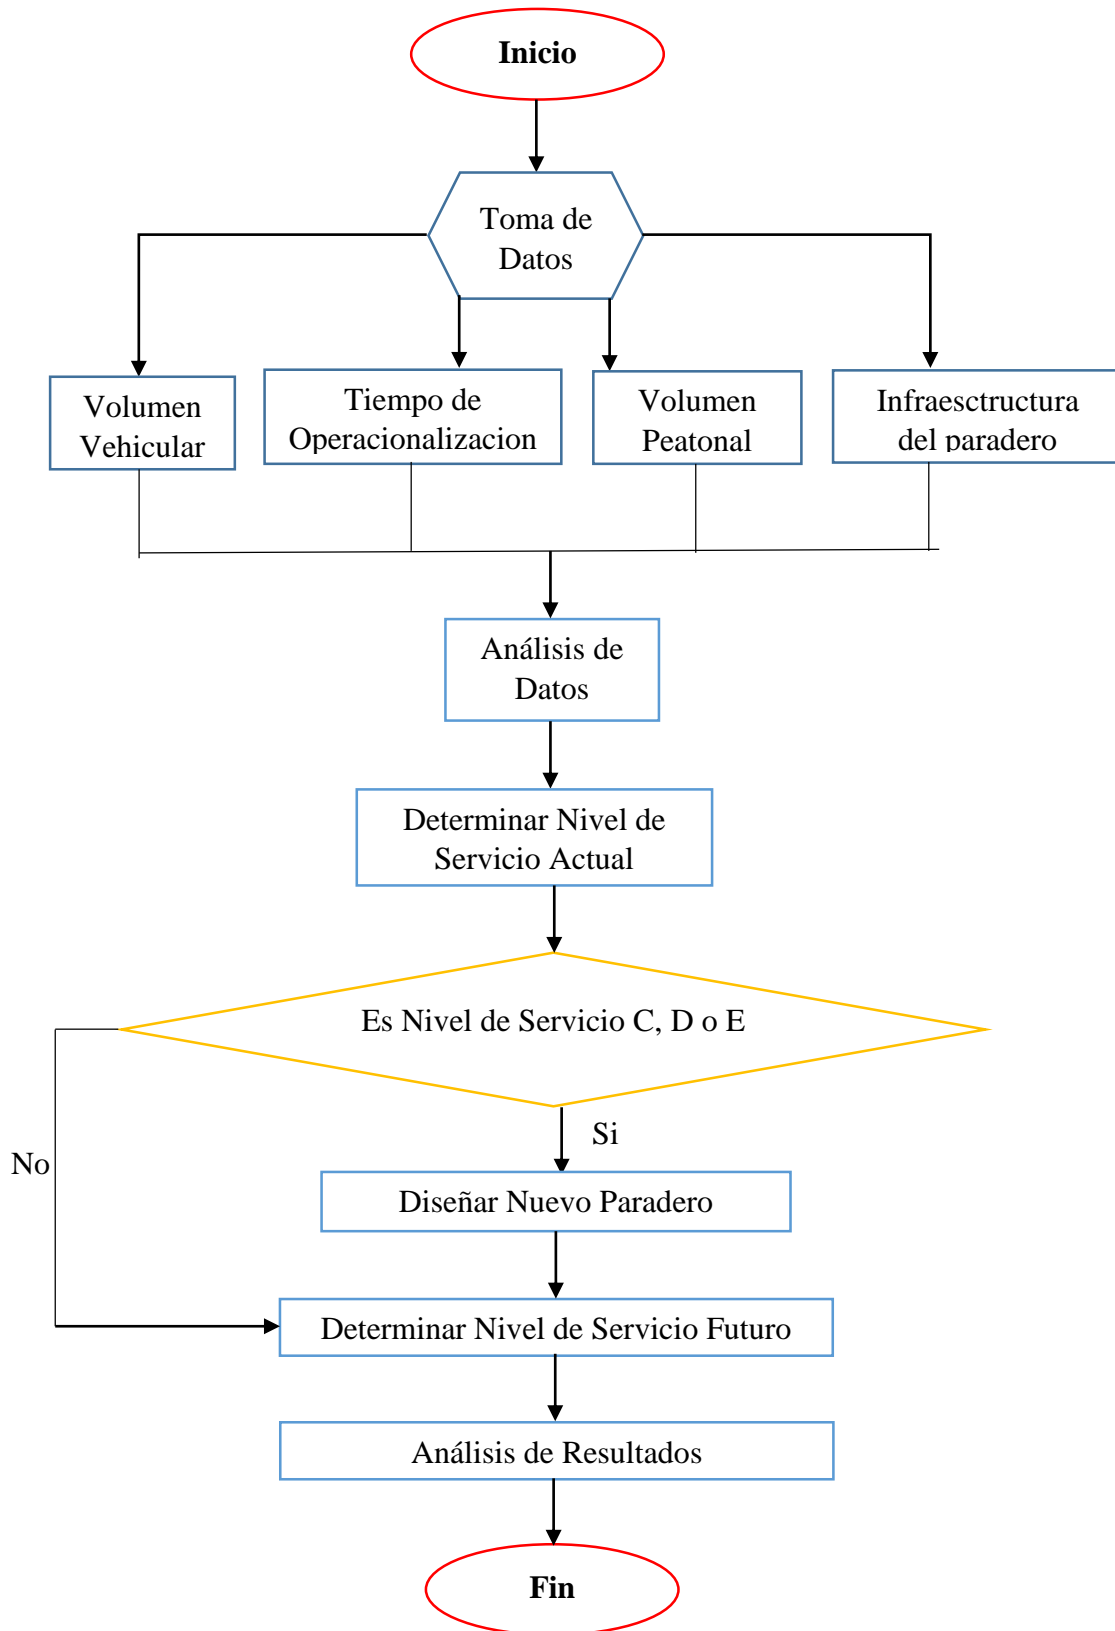 Inicio
Toma de
Datos
Volumen
Vehicular
Tiempo de
Operacionalizacion
Volumen
Peatonal
Infraesctructura
del paradero
Análisis de
Datos
Determinar Nivel de
Servicio Actual
Es Nivel de Servicio C, D o E
Si
No
Diseñar Nuevo Paradero
Determinar Nivel de Servicio Futuro
Análisis de Resultados
Fin